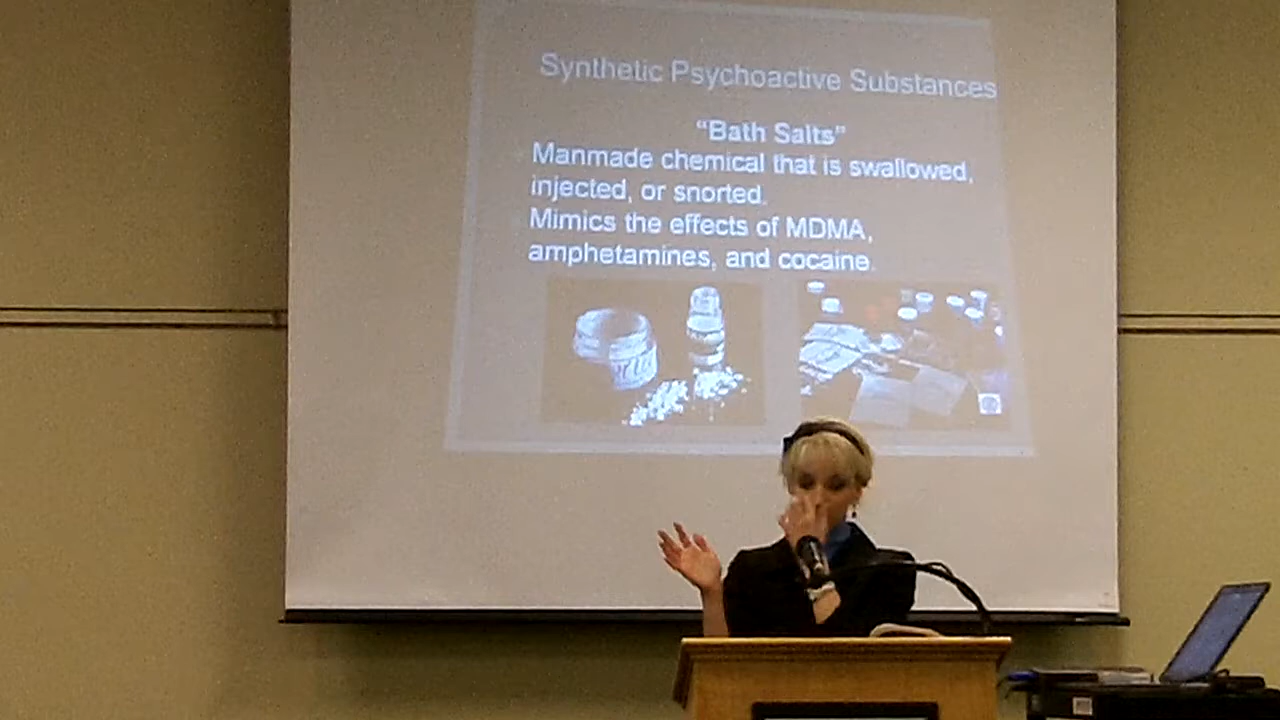 Synthetic Psychoactive Substances
“Bath Salts”
Manmade chemical that is swallowed,
injected, or snorted.
Mimics the effects of MDMA,
amphetamines, and cocaine.